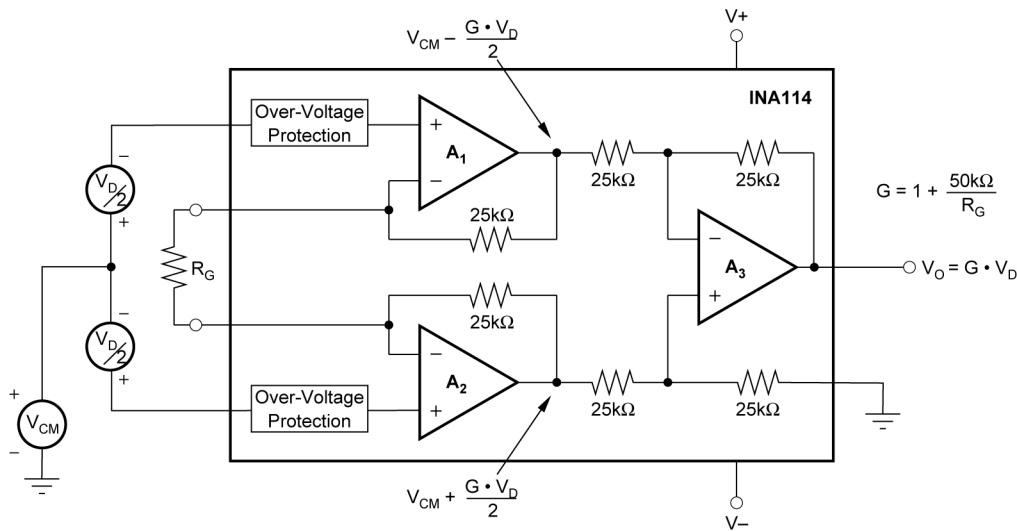 V+
V_CM – G • V_D / 2
INA114
Over-Voltage
Protection
+
A₁
–
25kΩ
25kΩ
25kΩ
G = 1 + 50kΩ / R_G
–
V_D/2
+
R_G
–
A₃
+
V_O = G • V_D
–
V_D/2
+
25kΩ
–
A₂
+
Over-Voltage
Protection
25kΩ
25kΩ
+
V_CM
–
V_CM + G • V_D / 2
V–